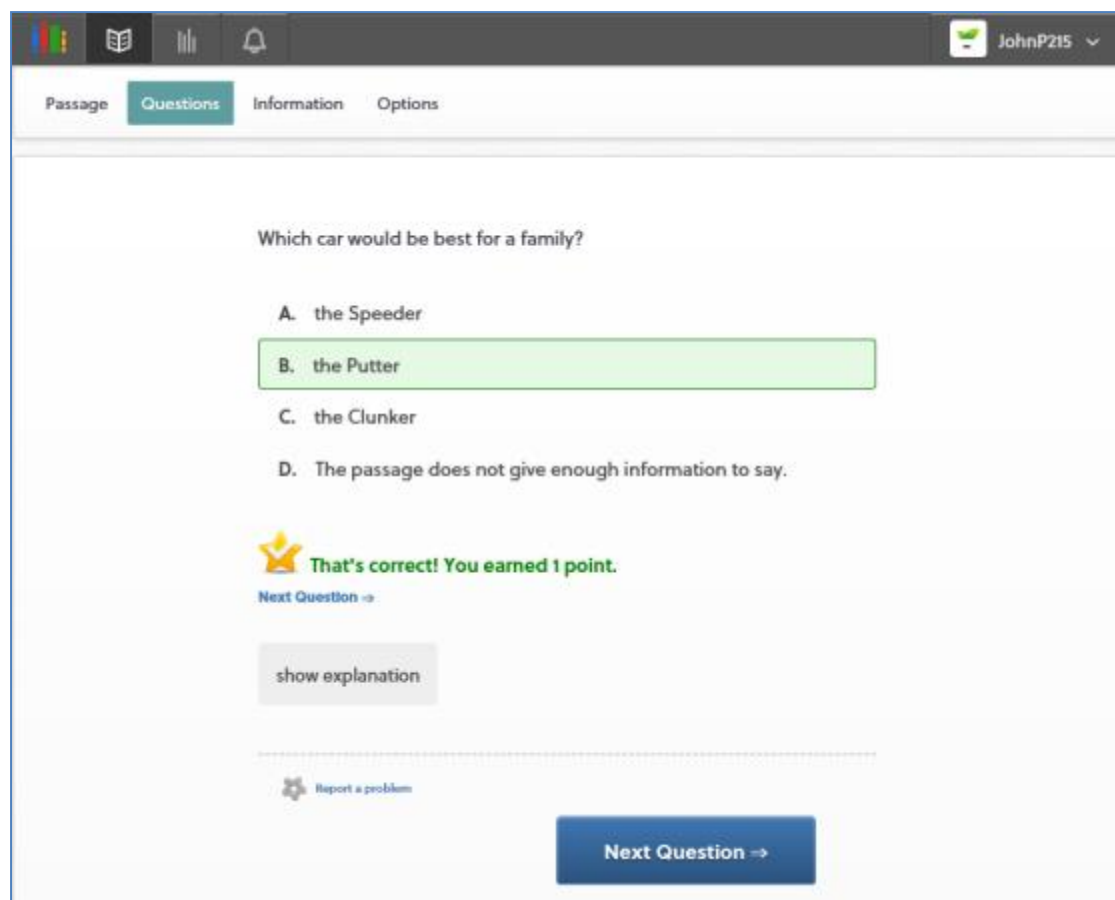 JohnP215
Passage Questions Information Options
Which car would be best for a family?
A. the Speeder
B. the Putter
C. the Clunker
D. The passage does not give enough information to say.
That's correct! You earned 1 point.
Next Question ⇒
show explanation
Report a problem
Next Question ⇒